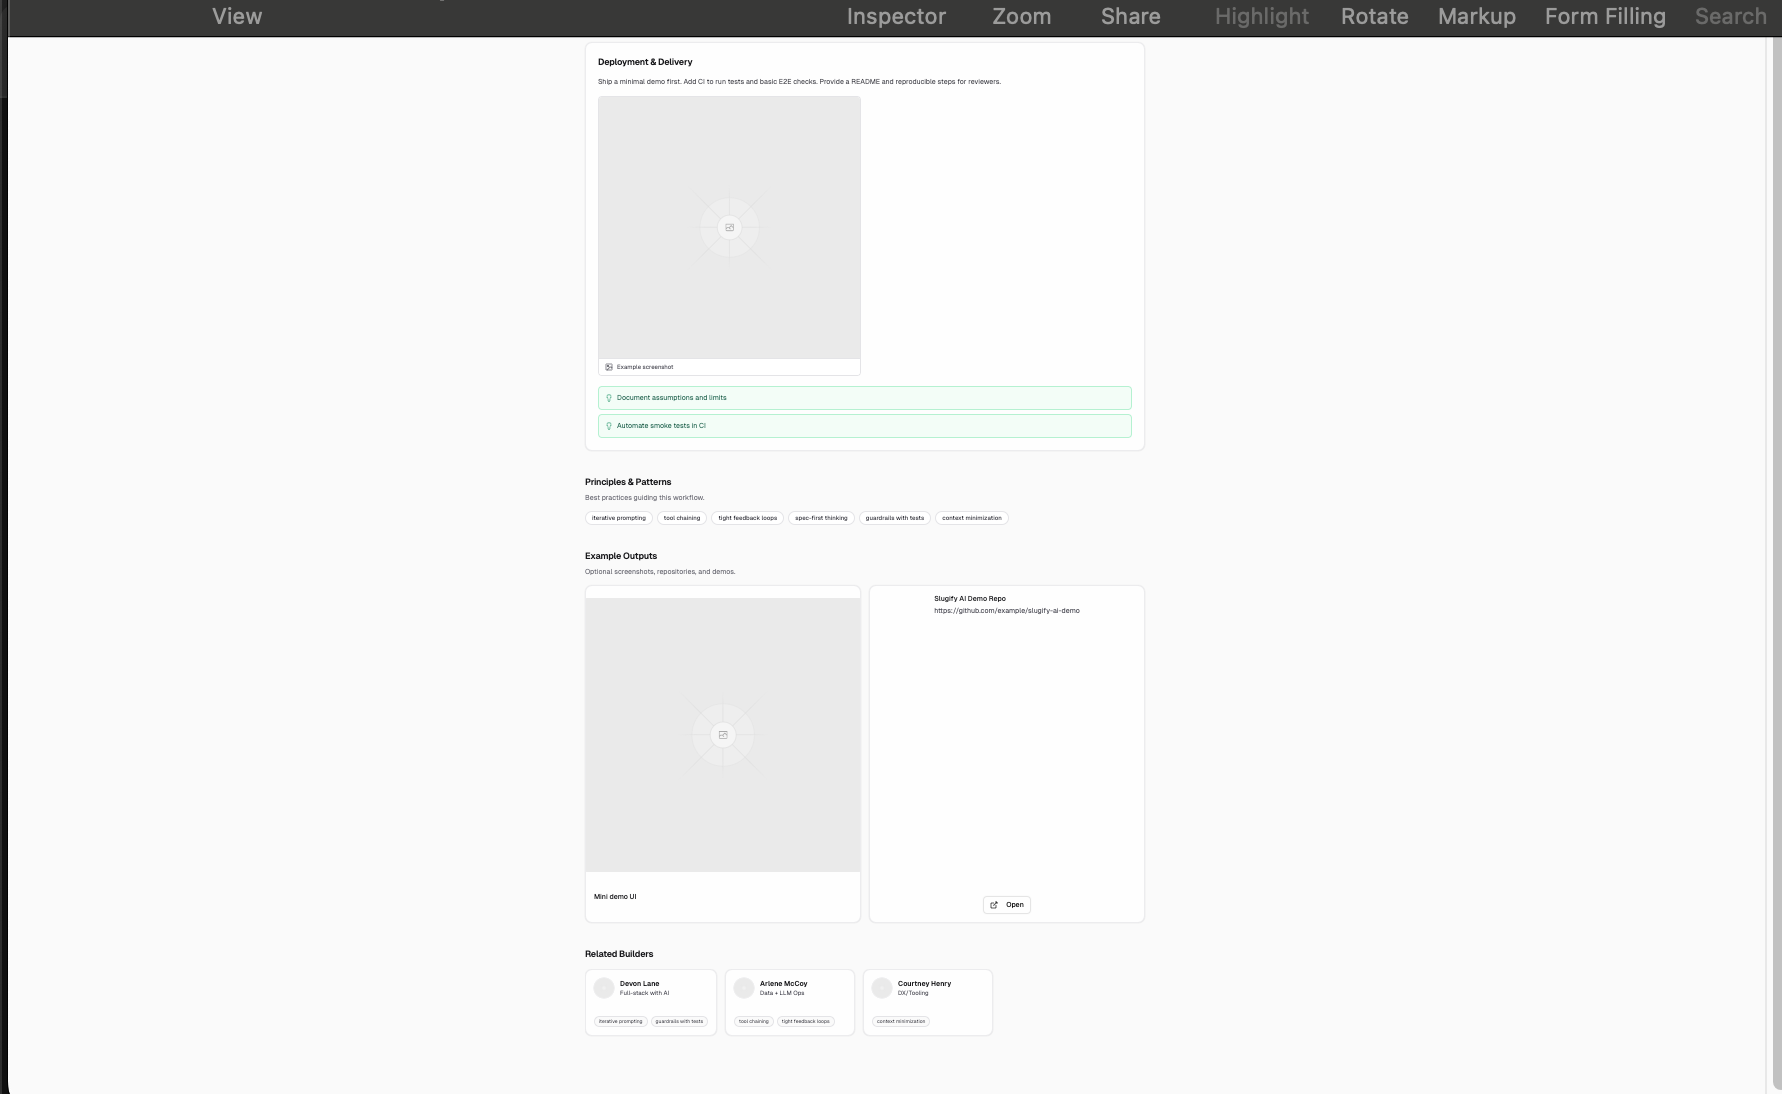 View
Inspector
Zoom
Share
Highlight
Rotate
Markup
Form Filling
Search
Deployment & Delivery
Ship a minimal demo first. Add CI to run tests and basic E2E checks. Provide a README and reproducible steps for reviewers.
Example screenshot
Document assumptions and limits
Automate smoke tests in CI
Principles & Patterns
Best practices guiding this workflow.
iterative prompting
tool chaining
tight feedback loops
spec-first thinking
guardrails with tests
context minimization
Example Outputs
Optional screenshots, repositories, and demos.
Mini demo UI
Slugify AI Demo Repo
https://github.com/example/slugify-ai-demo
Open
Related Builders
Devon Lane
Full-stack with AI
iterative prompting
guardrails with tests
Arlene McCoy
Data + LLM Ops
tool chaining
tight feedback loops
Courtney Henry
DX/Tooling
context minimization